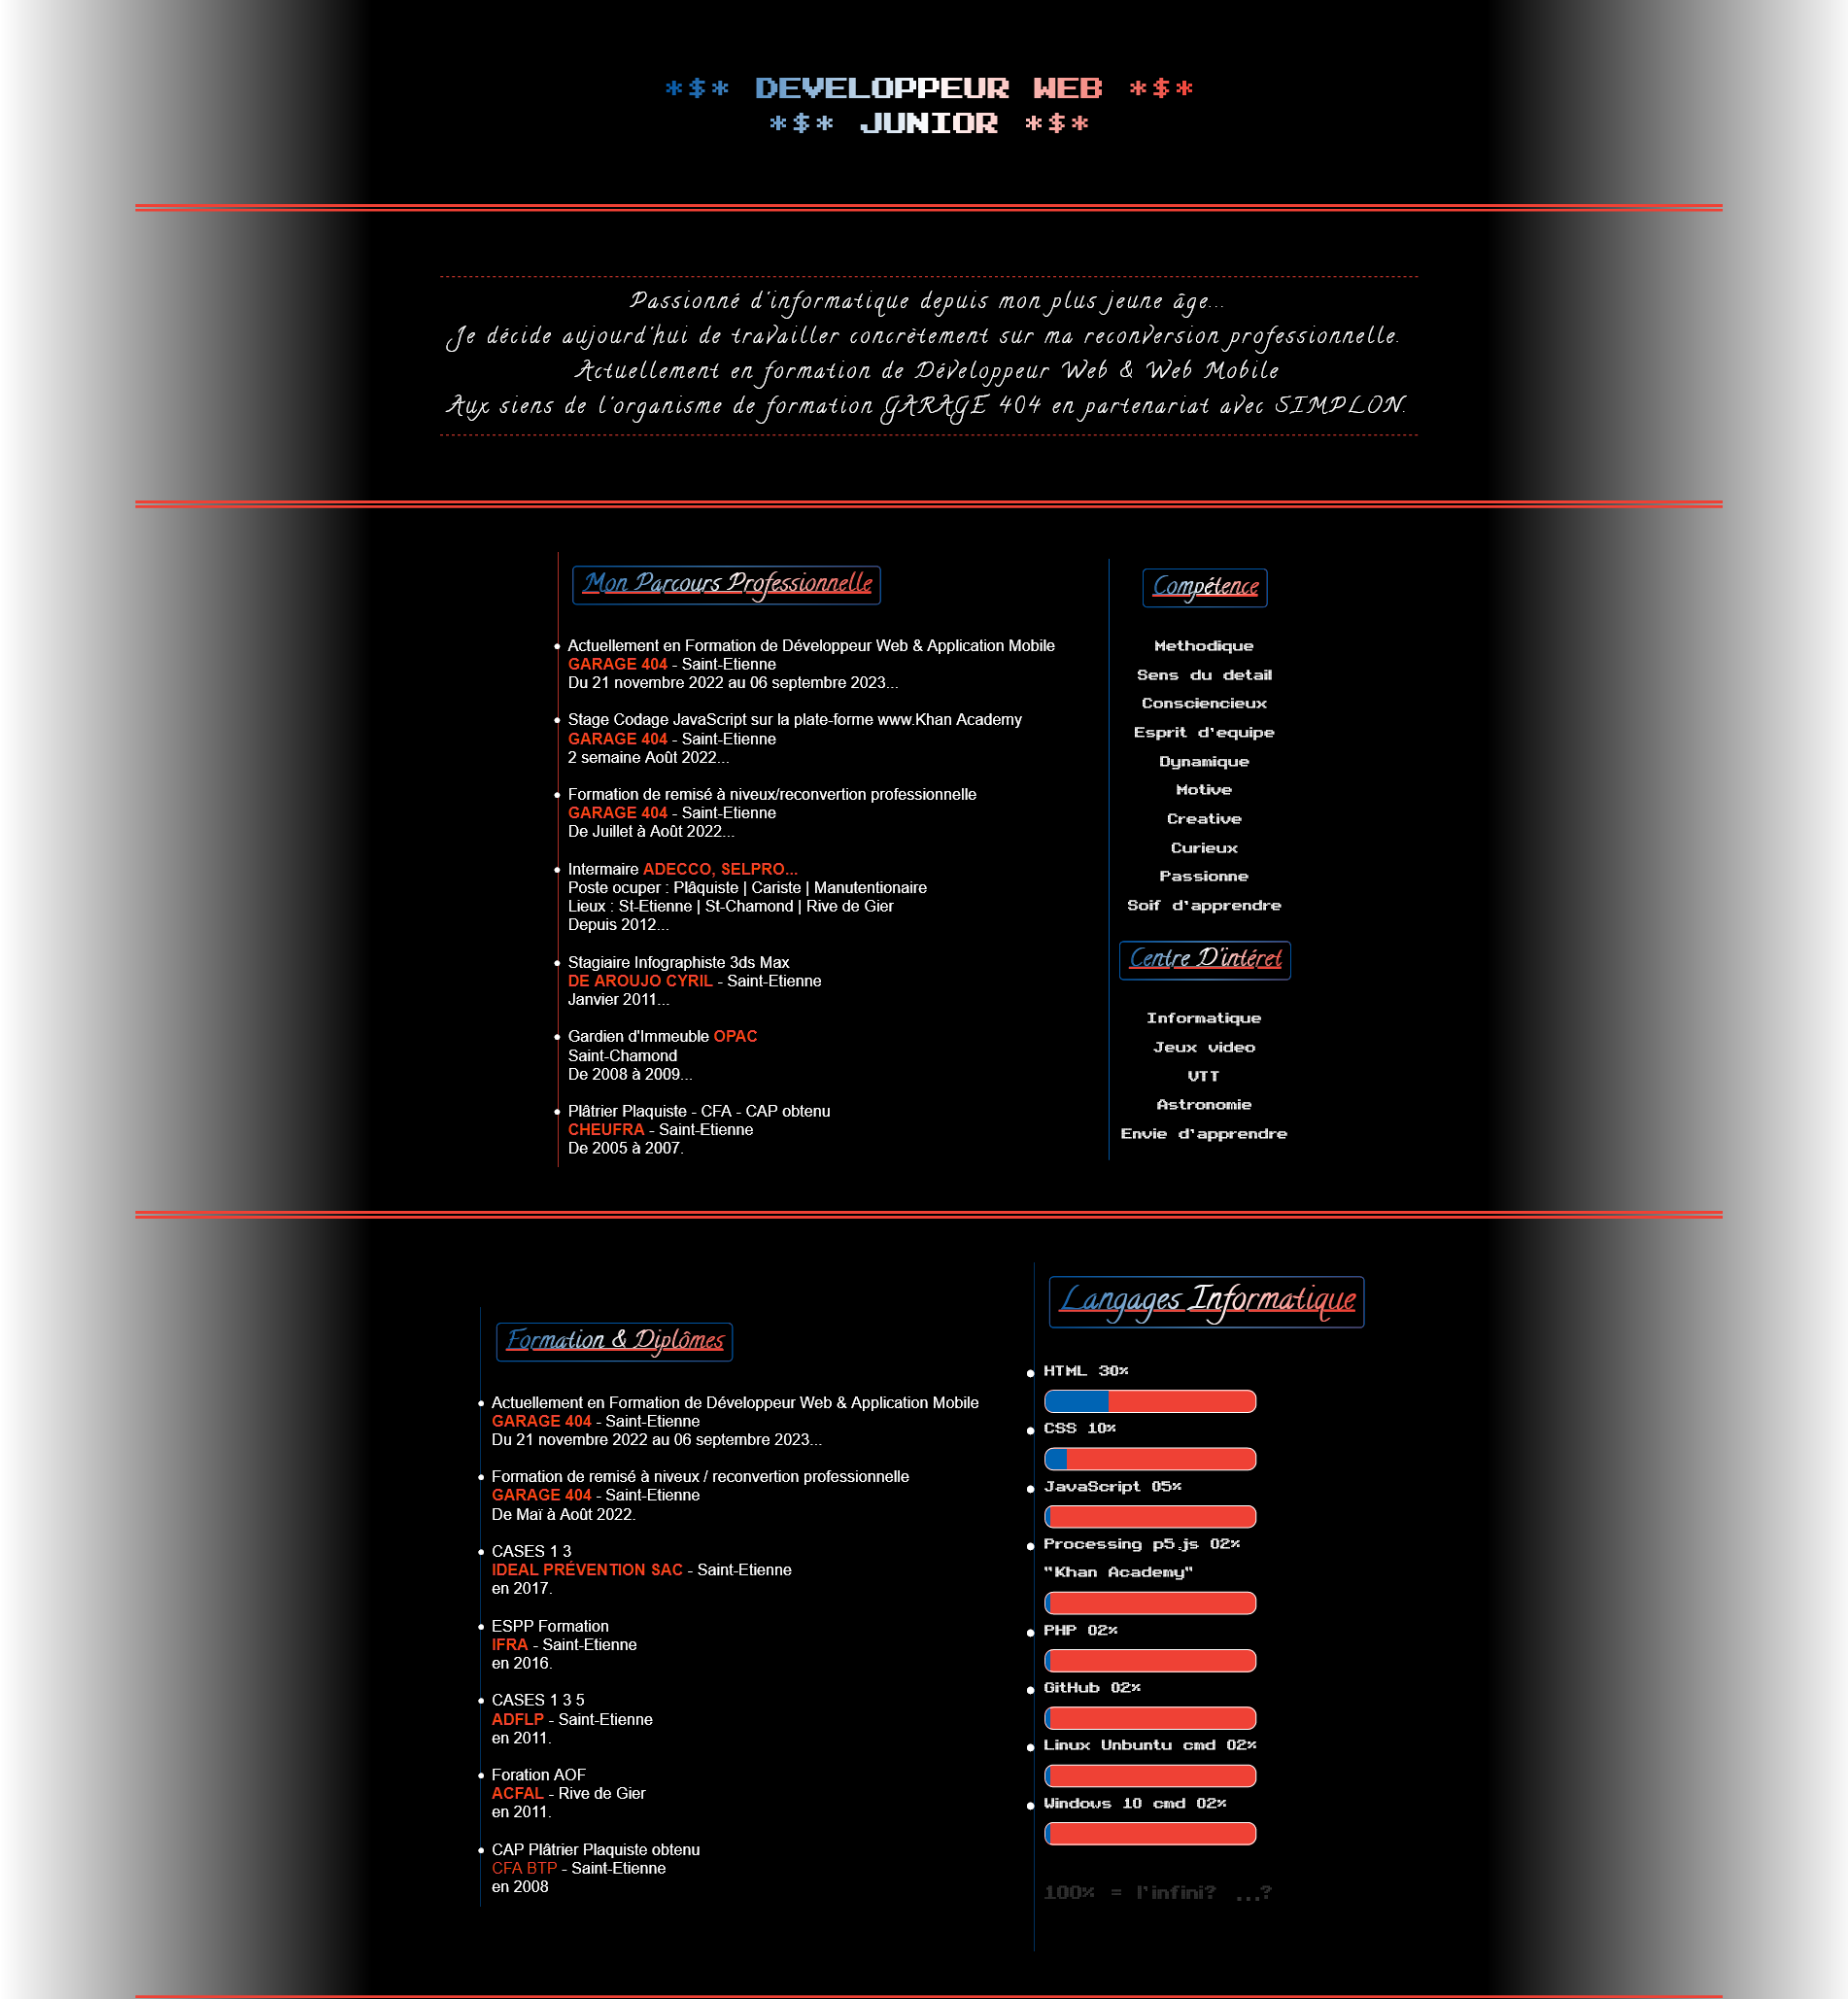 *$* DEVELOPPEUR WEB *$*
*$* JUNIOR *$*
Passionné d'informatique depuis mon plus jeune âge...
Je décide aujourd'hui de travailler concrètement sur ma reconversion professionnelle.
Actuellement en formation de Développeur Web & Web Mobile
Aux siens de l'organisme de formation GARAGE 404 en partenariat avec SIMPLON.
Mon Parcours Professionnelle
Actuellement en Formation de Développeur Web & Application Mobile
GARAGE 404 - Saint-Etienne
Du 21 novembre 2022 au 06 septembre 2023...
Stage Codage JavaScript sur la plate-forme www.Khan Academy
GARAGE 404 - Saint-Etienne
2 semaine Août 2022...
Formation de remisé à niveux/reconvertion professionnelle
GARAGE 404 - Saint-Etienne
De Juillet à Août 2022...
Intermaire ADECCO, SELPRO...
Poste ocuper : Plâquiste | Cariste | Manutentionaire
Lieux : St-Etienne | St-Chamond | Rive de Gier
Depuis 2012...
Stagiaire Infographiste 3ds Max
DE AROUJO CYRIL - Saint-Etienne
Janvier 2011...
Gardien d'Immeuble OPAC
Saint-Chamond
De 2008 à 2009...
Plâtrier Plaquiste - CFA - CAP obtenu
CHEUFRA - Saint-Etienne
De 2005 à 2007.
Compétence
Methodique
Sens du detail
Consciencieux
Esprit d'equipe
Dynamique
Motive
Creative
Curieux
Passionne
Soif d'apprendre
Centre D'intéret
Informatique
Jeux video
VTT
Astronomie
Envie d'apprendre
Formation & Diplômes
Actuellement en Formation de Développeur Web & Application Mobile
GARAGE 404 - Saint-Etienne
Du 21 novembre 2022 au 06 septembre 2023...
Formation de remisé à niveux / reconvertion professionnelle
GARAGE 404 - Saint-Etienne
De Maï à Août 2022.
CASES 1 3
IDEAL PRÉVENTION SAC - Saint-Etienne
en 2017.
ESPP Formation
IFRA - Saint-Etienne
en 2016.
CASES 1 3 5
ADFLP - Saint-Etienne
en 2011.
Foration AOF
ACFAL - Rive de Gier
en 2011.
CAP Plâtrier Plaquiste obtenu
CFA BTP - Saint-Etienne
en 2008
Langages Informatique
HTML 30%
CSS 10%
JavaScript 05%
Processing p5.js 02%
"Khan Academy"
PHP 02%
GitHub 02%
Linux Unbuntu cmd 02%
Windows 10 cmd 02%
100% = l'infini? ...?